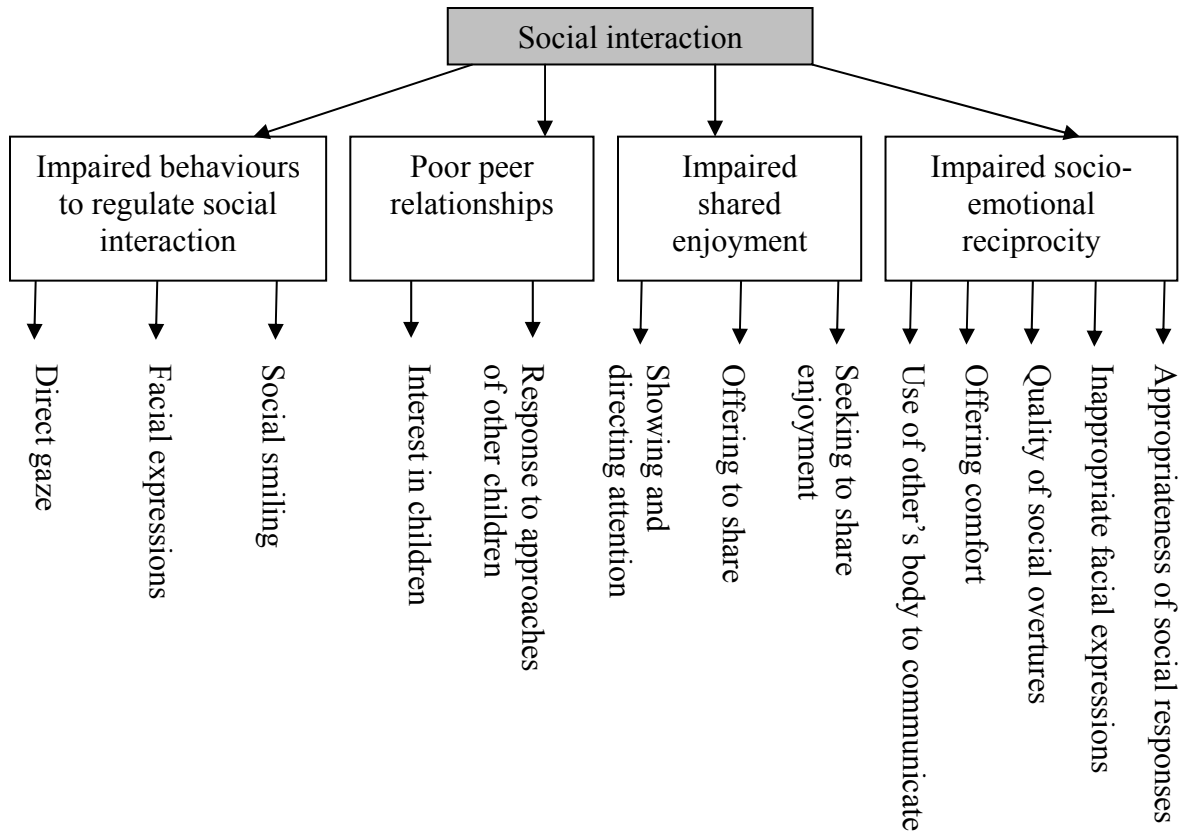 Social interaction
Impaired behaviours
to regulate social
interaction
Poor peer
relationships
Impaired
shared
enjoyment
Impaired socio-
emotional
reciprocity
Direct gaze
Facial expressions
Social smiling
Interest in children
Response to approaches
of other children
Showing and
directing attention
Offering to share
Seeking to share
enjoyment
Use of other’s body to communicate
Offering comfort
Quality of social overtures
Inappropriate facial expressions
Appropriateness of social responses